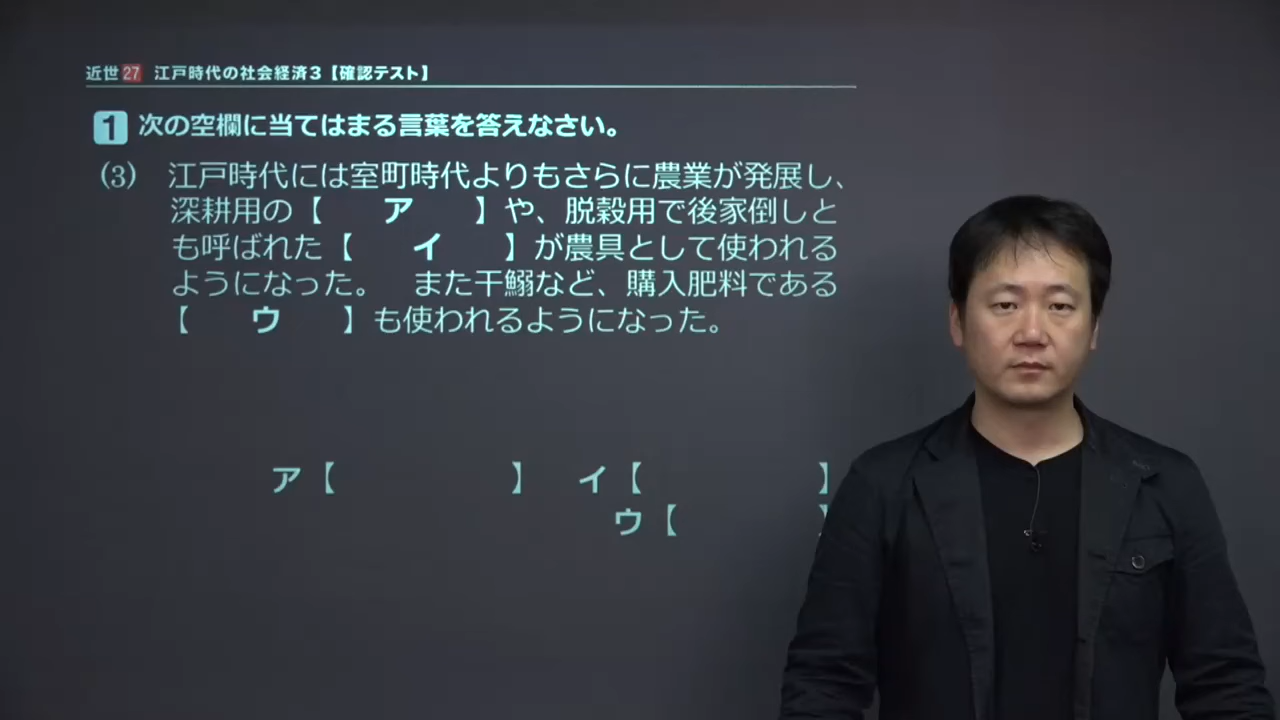 近世27 江戸時代の社会経済3【確認テスト】
1 次の空欄に当てはまる言葉を答えなさい。
(3) 江戸時代には室町時代よりもさらに農業が発展し、
深耕用の【 ア 】や、脱穀用で後家倒しと
も呼ばれた【 イ 】が農具として使われる
ようになった。 また干鰯など、購入肥料である
【 ウ 】も使われるようになった。
ア【 】 イ【 】
ウ【 】